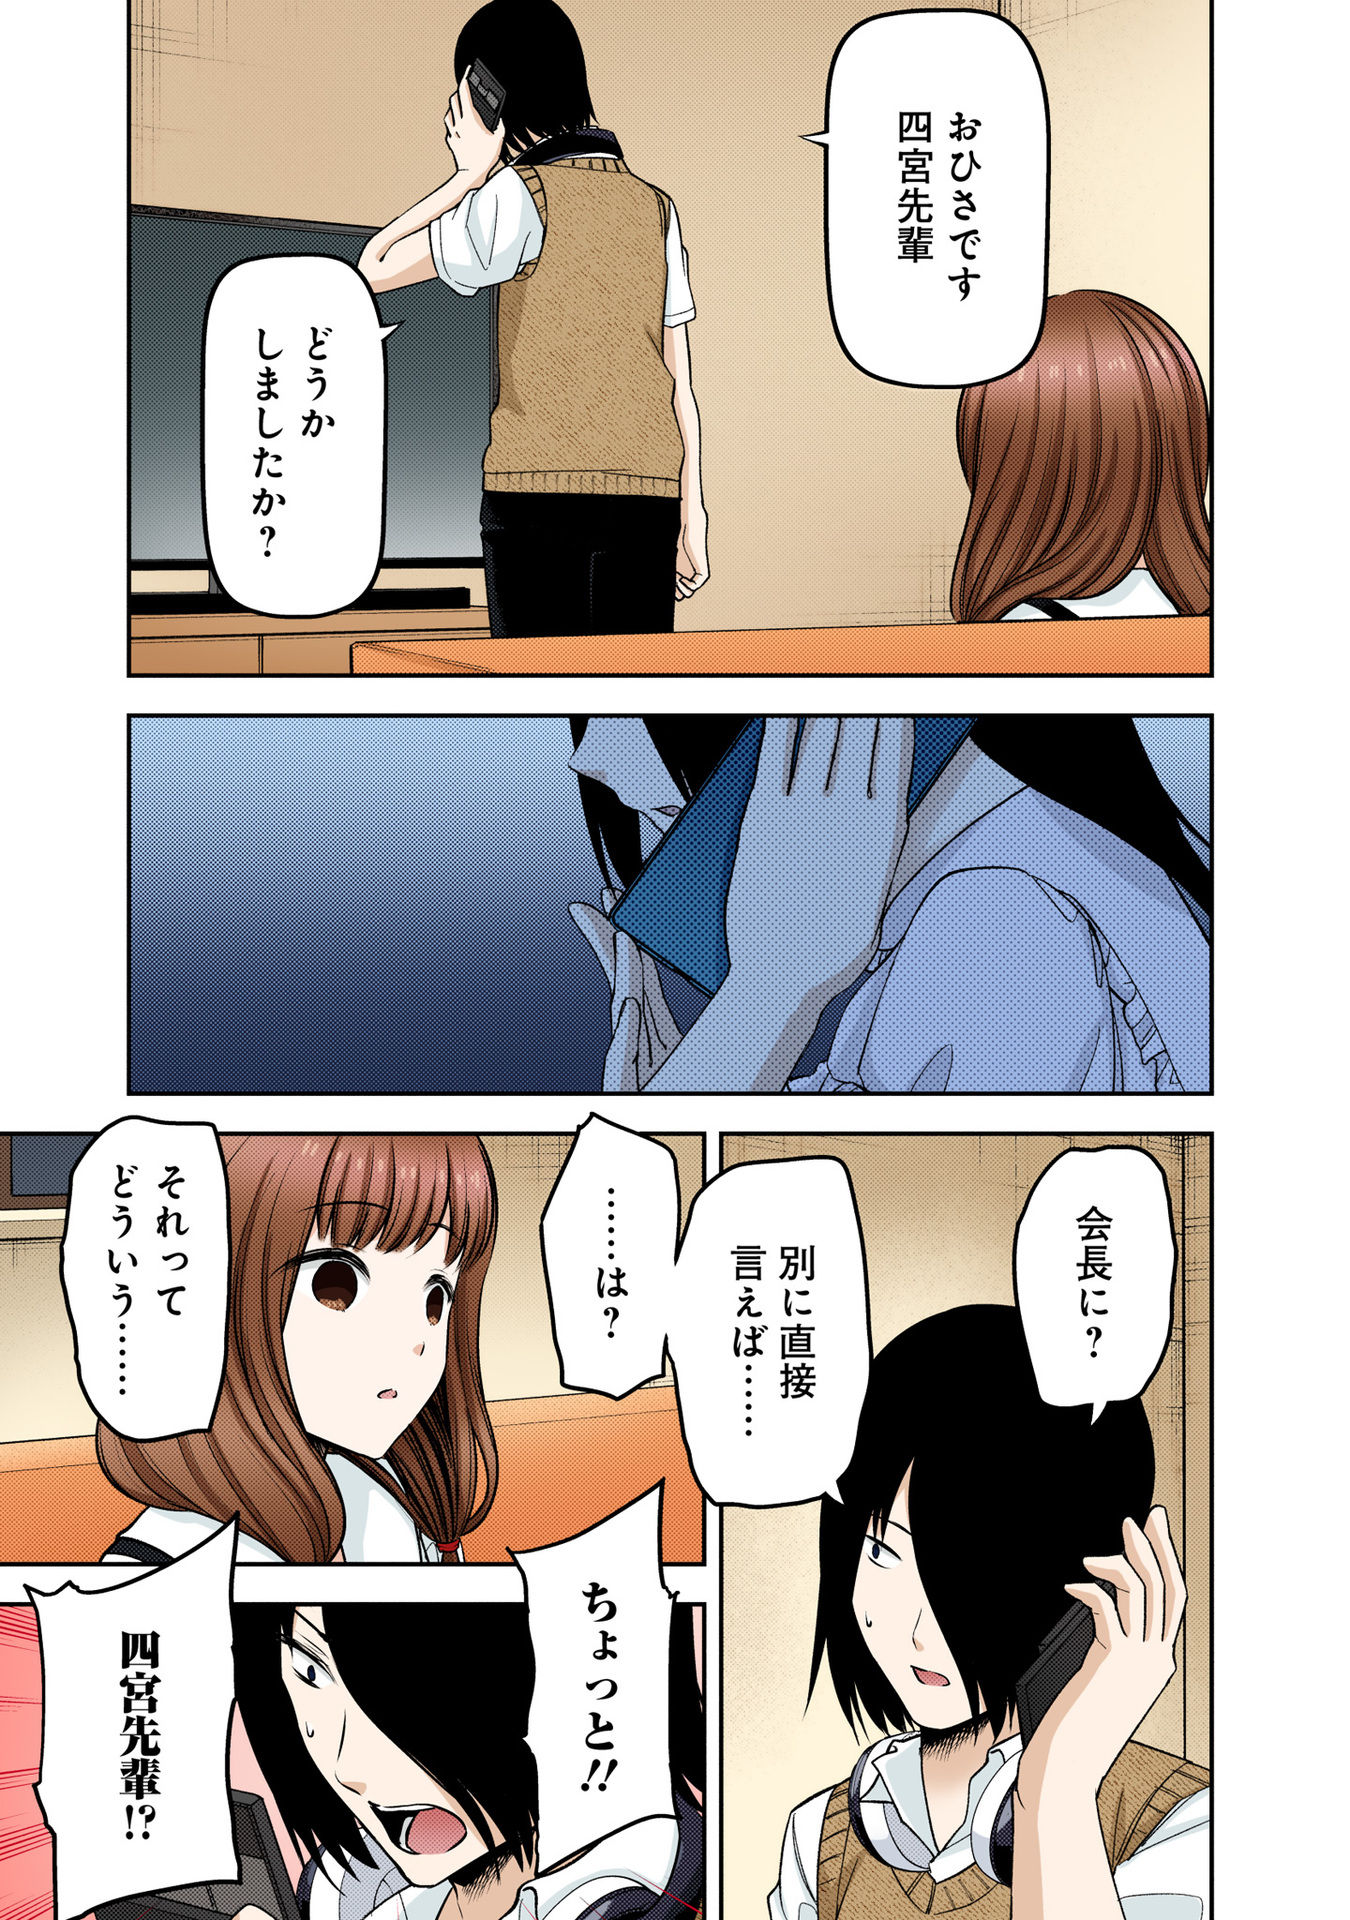 おひさです
四宮先輩
どうか
しましたか？
会長に？
別に直接
言えば……
……は？
それって
どういう……
ちょっと!!
四宮先輩!?